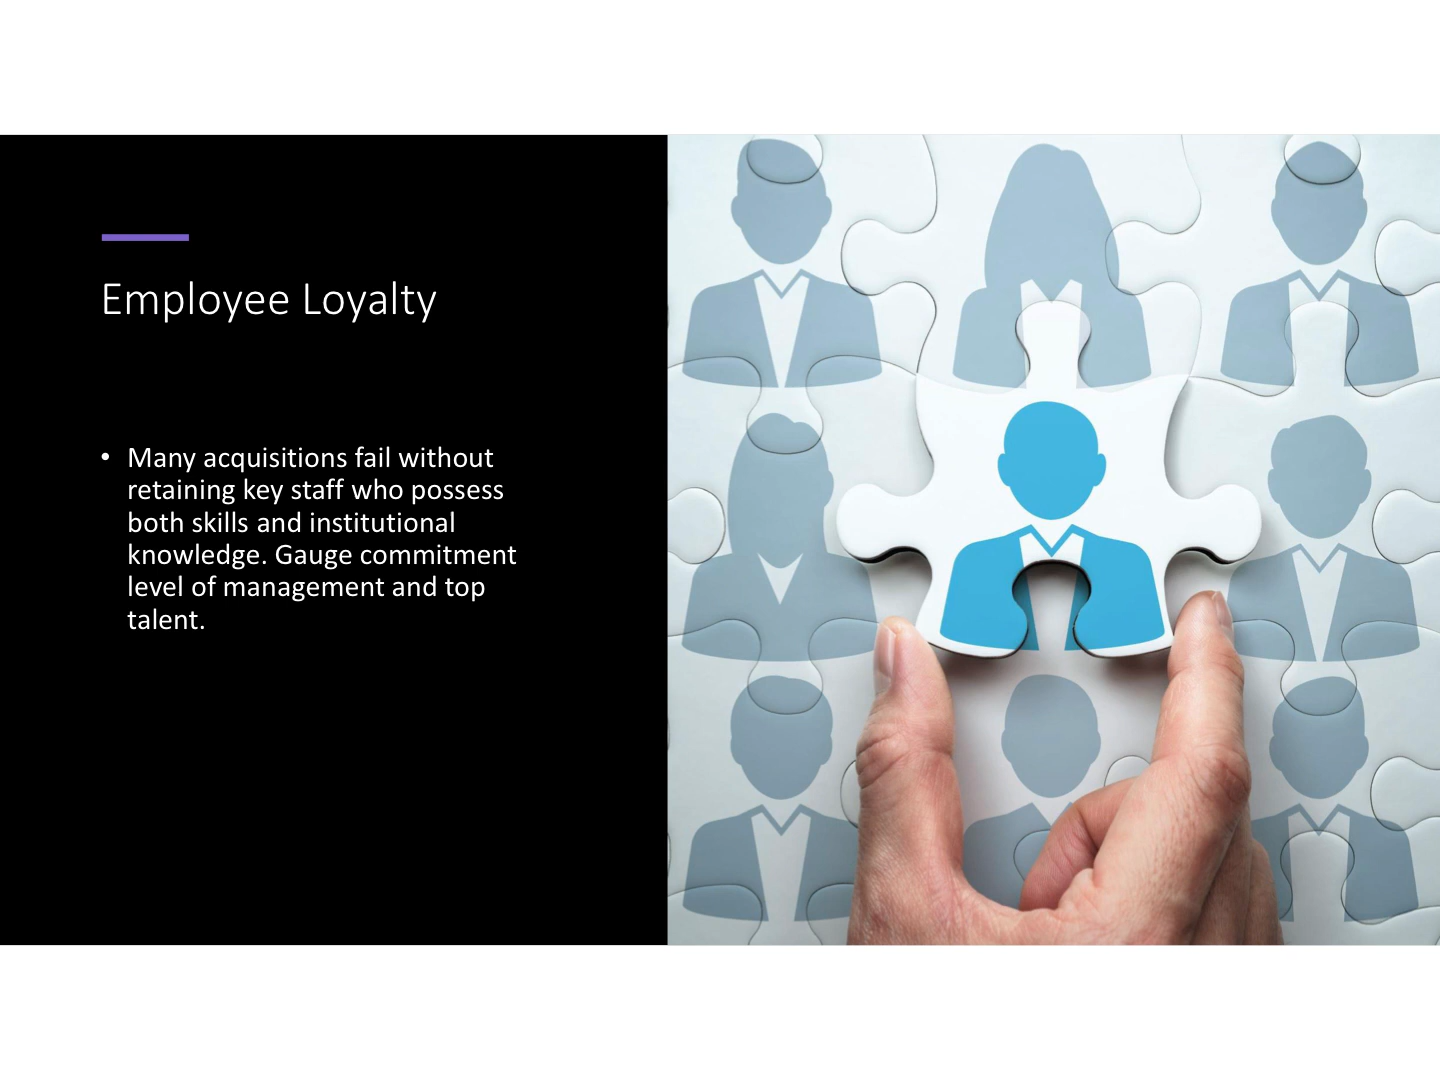 Employee Loyalty
• Many acquisitions fail without
retaining key staff who possess
both skills and institutional
knowledge. Gauge commitment
level of management and top
talent.